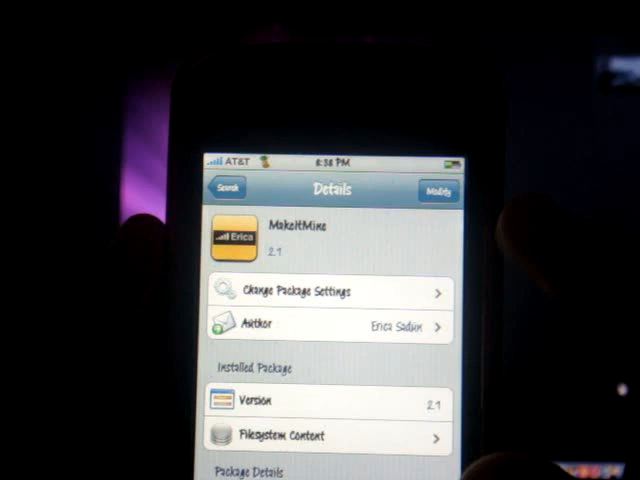 AT&T 8:38 PM
Search Details Modify
MakeItMine
Erica
2.1
Change Package Settings
Author Erica Sadun
Installed Package
Version 2.1
Filesystem Content
Package Details